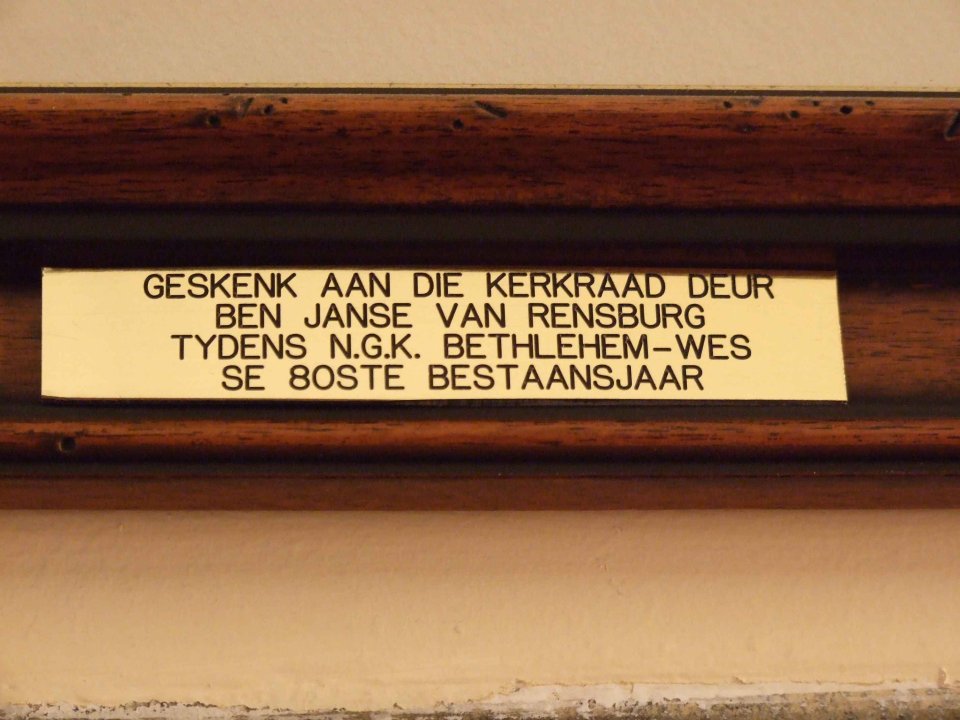 GESKENK AAN DIE KERKRAAD DEUR
BEN JANSE VAN RENSBURG
TYDENS N.G.K. BETHLEHEM-WES
SE 80STE BESTAANSJAAR